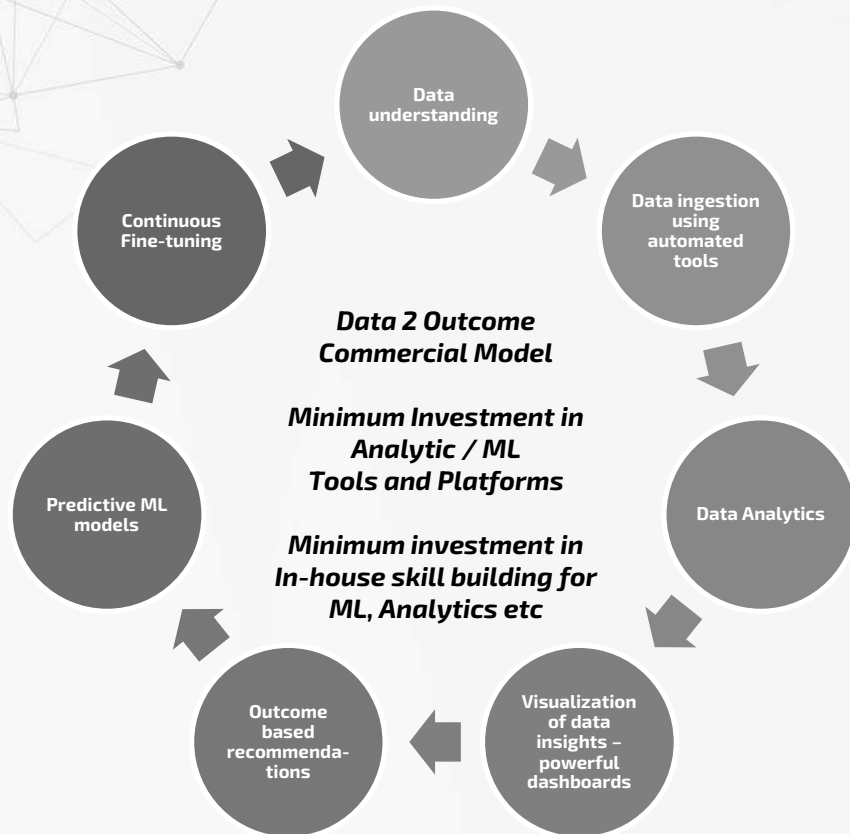 Data
understanding
Data ingestion
using
automated
tools
Data Analytics
Visualization
of data
insights –
powerful
dashboards
Outcome
based
recommenda-
tions
Predictive ML
models
Continuous
Fine-tuning
Data 2 Outcome
Commercial Model
Minimum Investment in
Analytic / ML
Tools and Platforms
Minimum investment in
In-house skill building for
ML, Analytics etc